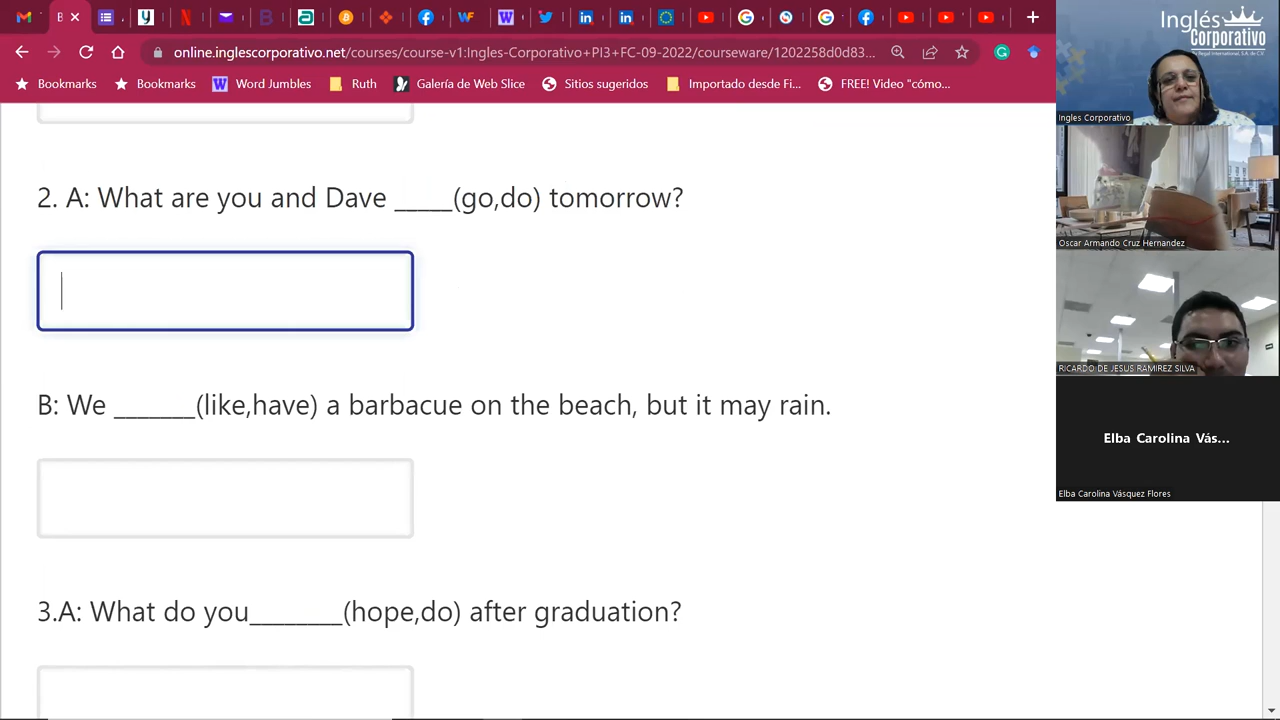 online.inglescorporativo.net/courses/course-v1:Ingles-Corporativo+PI3+FC-09-2022/courseware/1202258d0d83...
Bookmarks
Bookmarks
Word Jumbles
Ruth
Galería de Web Slice
Sitios sugeridos
Importado desde Fi...
FREE! Video "cómo...
2. A: What are you and Dave _____(go,do) tomorrow?
B: We _______(like,have) a barbacue on the beach, but it may rain.
3.A: What do you________(hope,do) after graduation?
Inglés
Corporativo
Ingles Corporativo
Oscar Armando Cruz Hernandez
RICARDO DE JESUS RAMIREZ SILVA
Elba Carolina Vás...
Elba Carolina Vásquez Flores